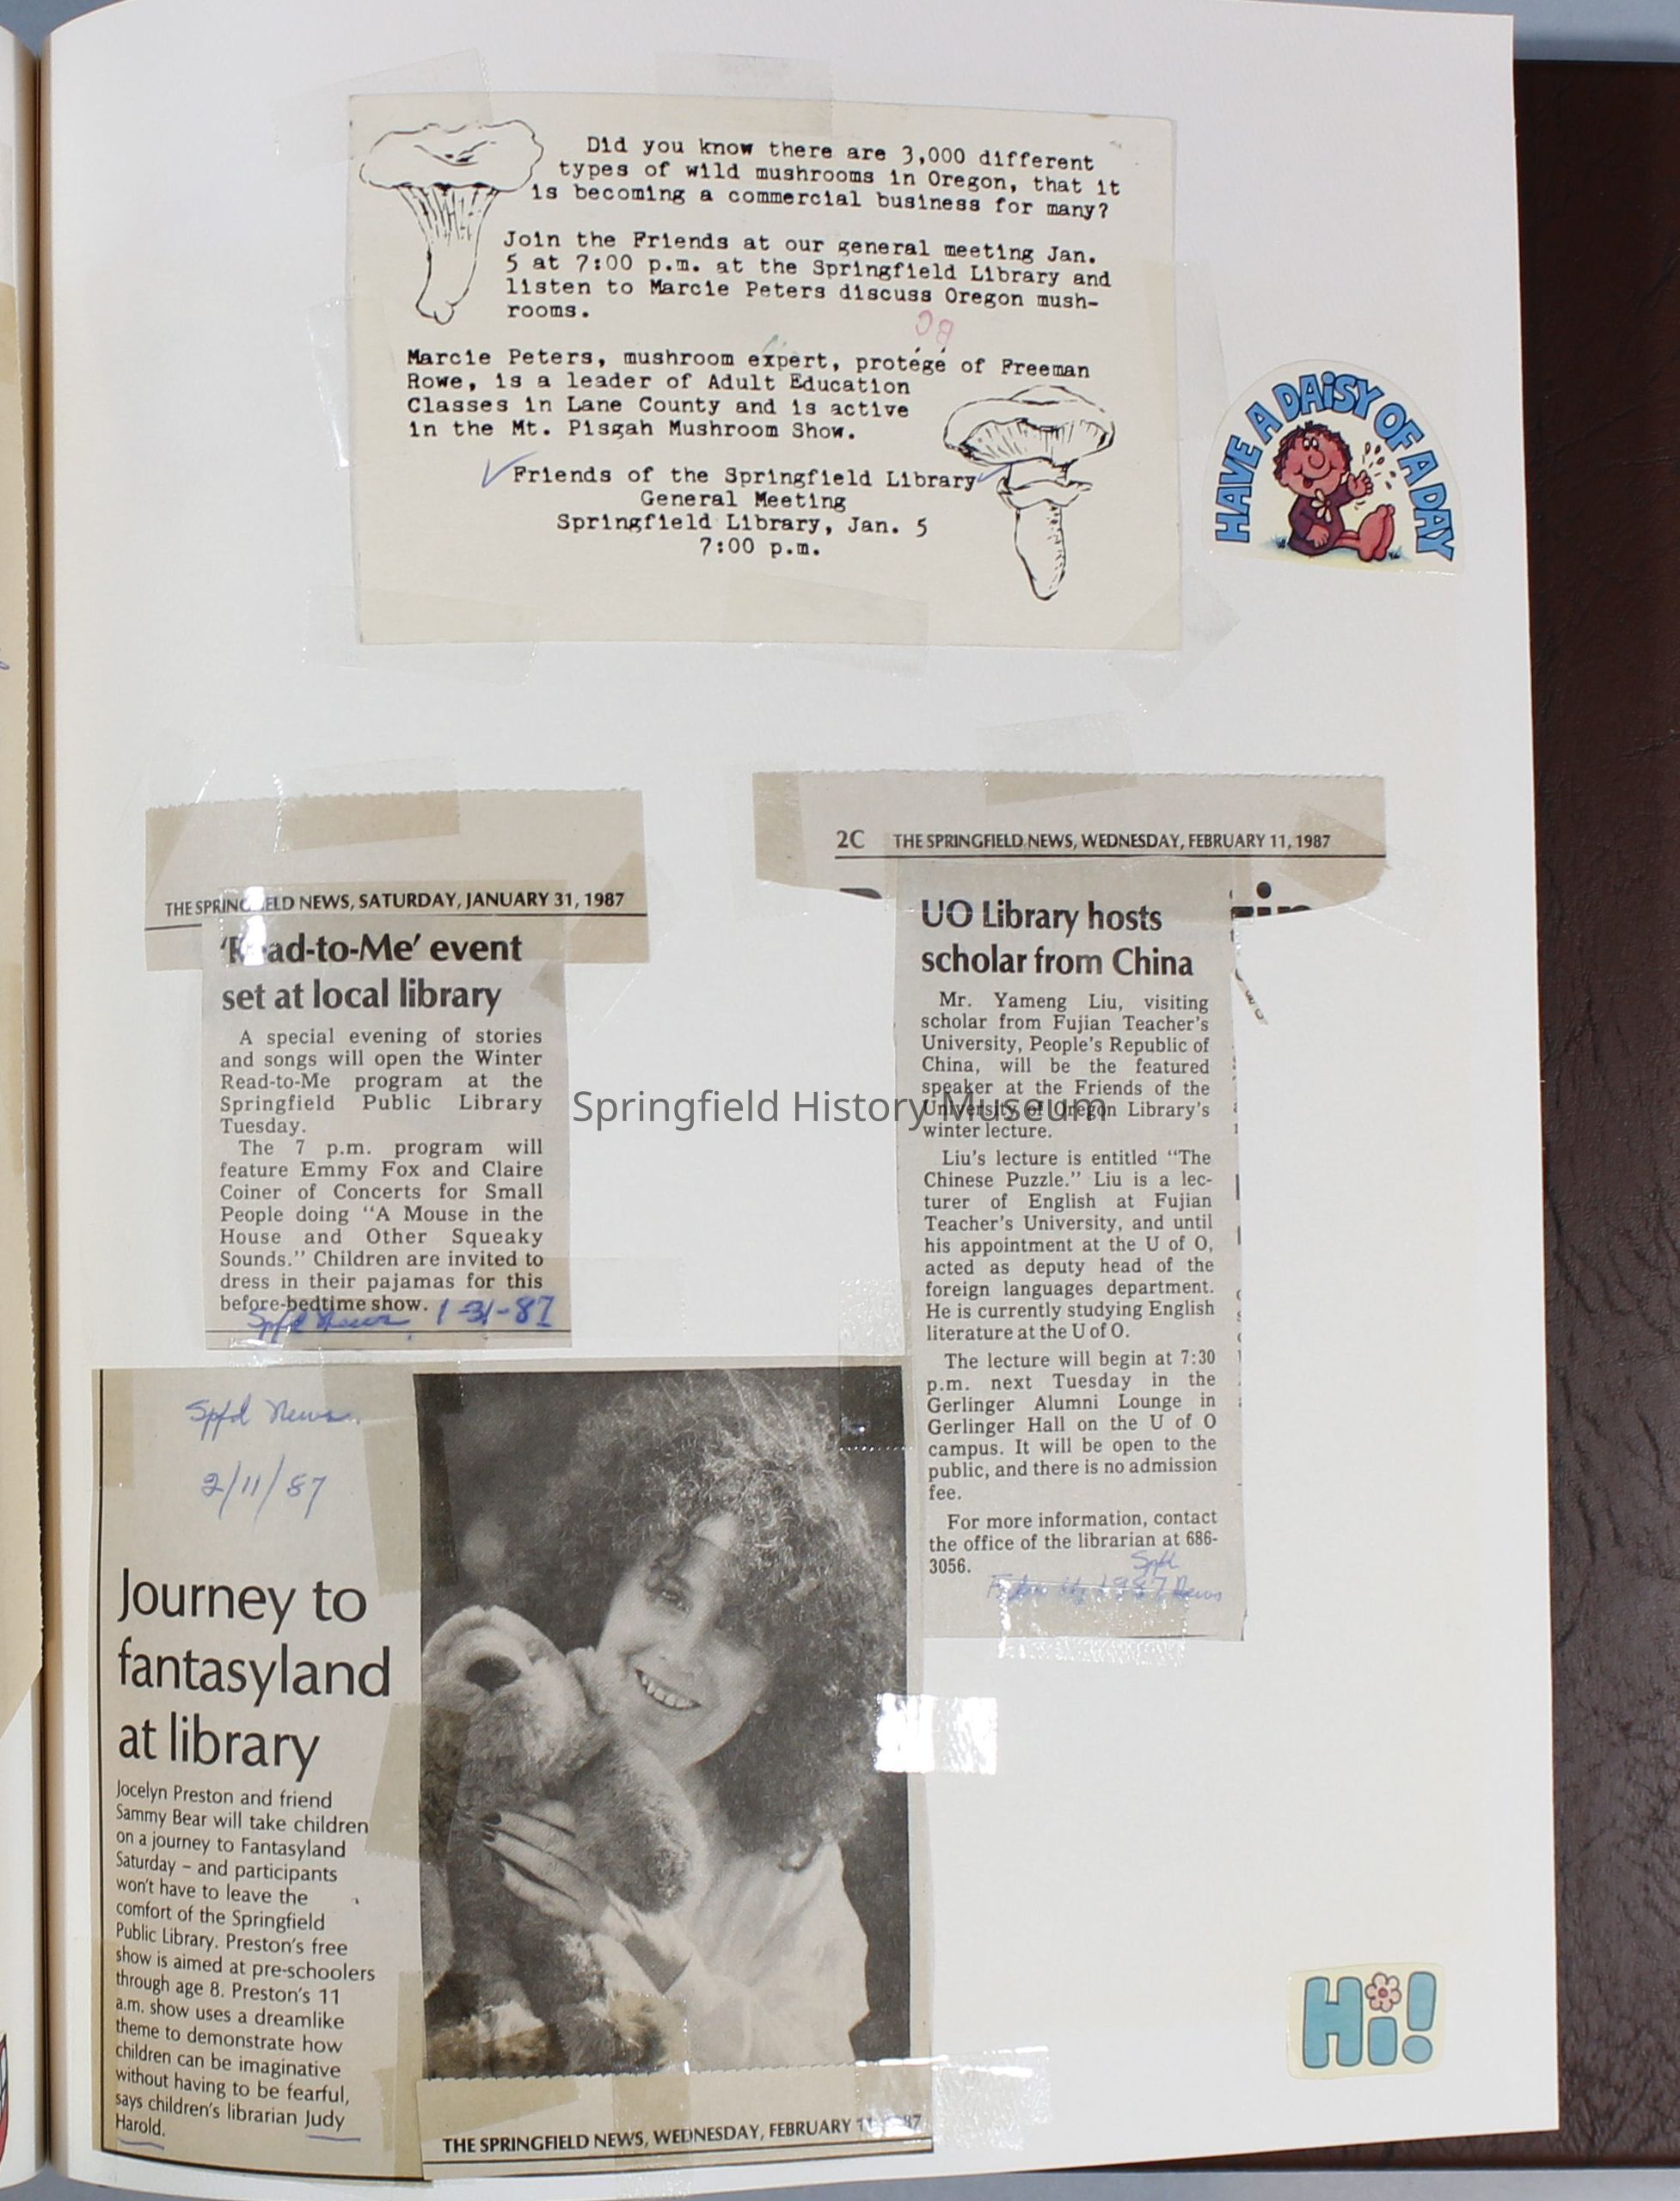 Did you know there are 3,000 different
types of wild mushrooms in Oregon, that it
is becoming a commercial business for many?
Join the Friends at our general meeting Jan.
5 at 7:00 p.m. at the Springfield Library and
listen to Marcie Peters discuss Oregon mush-
rooms.
Marcie Peters, mushroom expert, protégé of Freeman
Rowe, is a leader of Adult Education
Classes in Lane County and is active
in the Mt. Pisgah Mushroom Show.
Friends of the Springfield Library
General Meeting
Springfield Library, Jan. 5
7:00 p.m.
HAVE A DAISY OF A DAY
THE SPRINGFIELD NEWS, SATURDAY, JANUARY 31, 1987
'Read-to-Me' event
set at local library
A special evening of stories
and songs will open the Winter
Read-to-Me program at the
Springfield Public Library
Tuesday.
The 7 p.m. program will
feature Emmy Fox and Claire
Coiner of Concerts for Small
People doing "A Mouse in the
House and Other Squeaky
Sounds." Children are invited to
dress in their pajamas for this
before-bedtime show.
Spfd News 1-31-87
2C THE SPRINGFIELD NEWS, WEDNESDAY, FEBRUARY 11, 1987
UO Library hosts
scholar from China
Mr. Yameng Liu, visiting
scholar from Fujian Teacher's
University, People's Republic of
China, will be the featured
speaker at the Friends of the
University of Oregon Library's
winter lecture.
Liu's lecture is entitled "The
Chinese Puzzle." Liu is a lec-
turer of English at Fujian
Teacher's University, and until
his appointment at the U of O,
acted as deputy head of the
foreign languages department.
He is currently studying English
literature at the U of O.
The lecture will begin at 7:30
p.m. next Tuesday in the
Gerlinger Alumni Lounge in
Gerlinger Hall on the U of O
campus. It will be open to the
public, and there is no admission
fee.
For more information, contact
the office of the librarian at 686-
3056.
Spfd
1987 News
Springfield History Museum
Spfd News
2/11/87
Journey to
fantasyland
at library
Jocelyn Preston and friend
Sammy Bear will take children
on a journey to Fantasyland
Saturday – and participants
won't have to leave the
comfort of the Springfield
Public Library. Preston's free
show is aimed at pre-schoolers
through age 8. Preston's 11
a.m. show uses a dreamlike
theme to demonstrate how
children can be imaginative
without having to be fearful,
says children's librarian Judy
Harold.
THE SPRINGFIELD NEWS, WEDNESDAY, FEBRUARY 11, 1987
Hi!